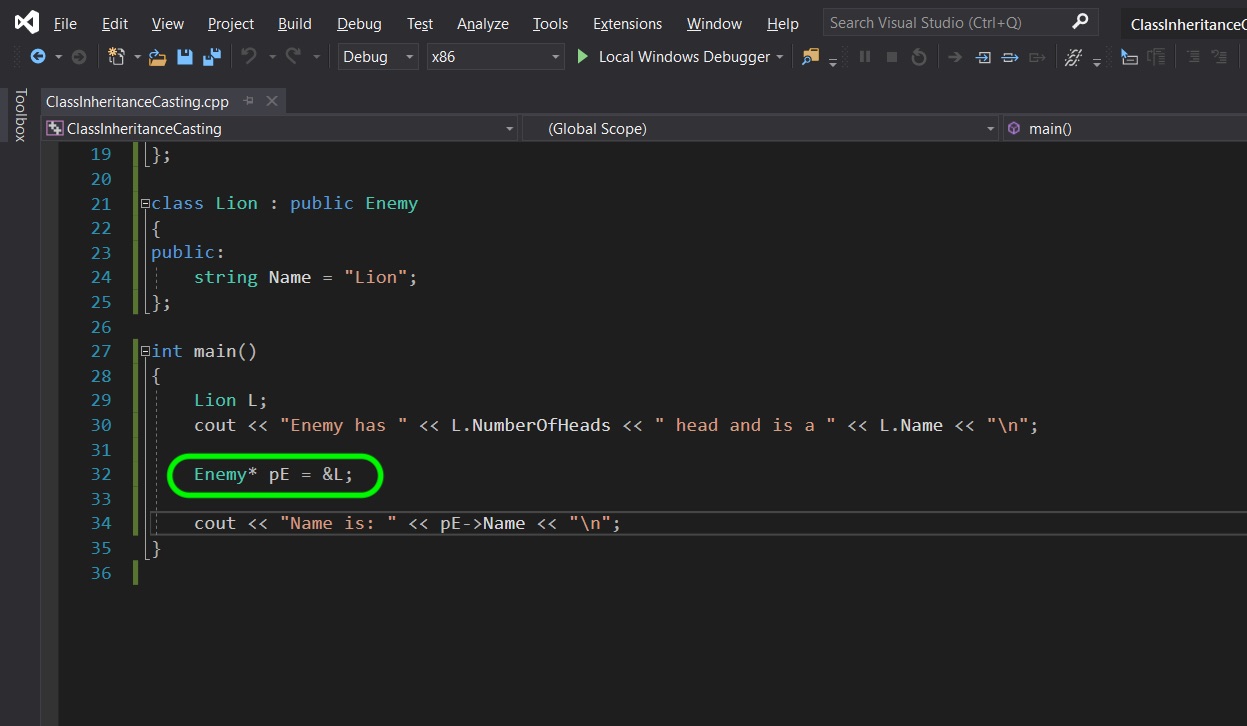 File Edit View Project Build Debug Test Analyze Tools Extensions Window Help Search Visual Studio (Ctrl+Q) ClassInheritanceC
Debug x86 Local Windows Debugger
Toolbox
ClassInheritanceCasting.cpp
ClassInheritanceCasting (Global Scope) main()
19 };
20
21 class Lion : public Enemy
22 {
23 public:
24 string Name = "Lion";
25 };
26
27 int main()
28 {
29 Lion L;
30 cout << "Enemy has " << L.NumberOfHeads << " head and is a " << L.Name << "\n";
31
32 Enemy* pE = &L;
33
34 cout << "Name is: " << pE->Name << "\n";
35 }
36